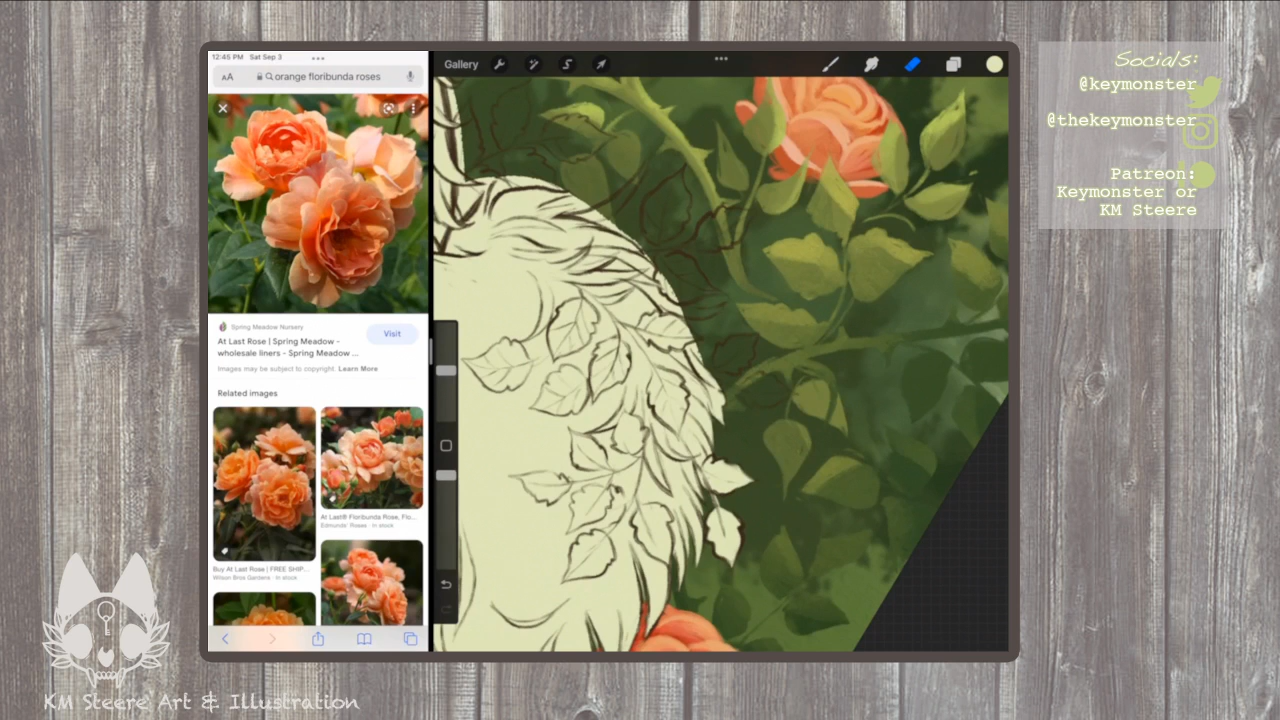 12:45 PM Sat Sep 3
AA orange floribunda roses
Spring Meadow Nursery
At Last Rose | Spring Meadow -
wholesale liners - Spring Meadow ...
Visit
Images may be subject to copyright. Learn More
Related images
At Last® Floribunda Rose, Flo...
Edmunds' Roses · In stock
Buy At Last Rose | FREE SHIP...
Wilson Bros Gardens · In stock
Gallery
Socials:
@keymonster
@thekeymonster
Patreon:
Keymonster or
KM Steere
KM Steere Art & Illustration